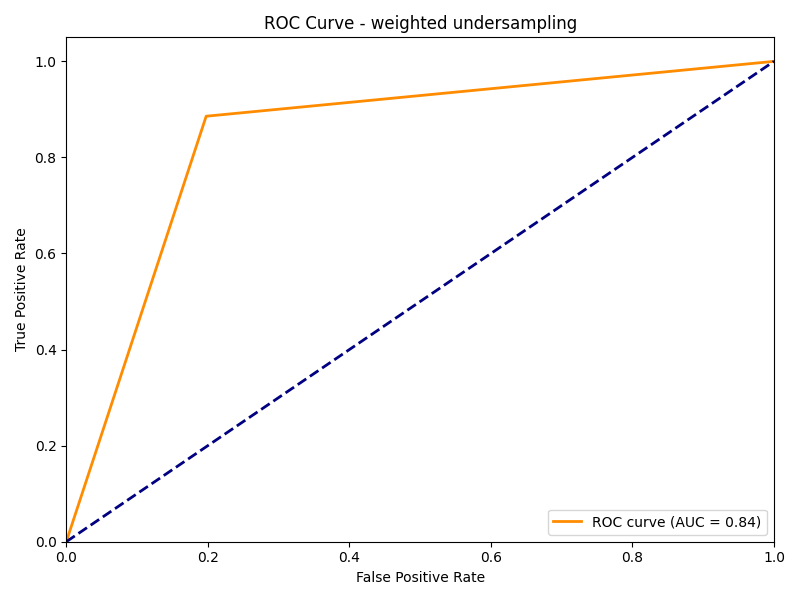 ROC Curve - weighted undersampling
1.0
0.8
0.6
0.4
0.2
0.0
True Positive Rate
ROC curve (AUC = 0.84)
0.0 0.2 0.4 0.6 0.8 1.0
False Positive Rate